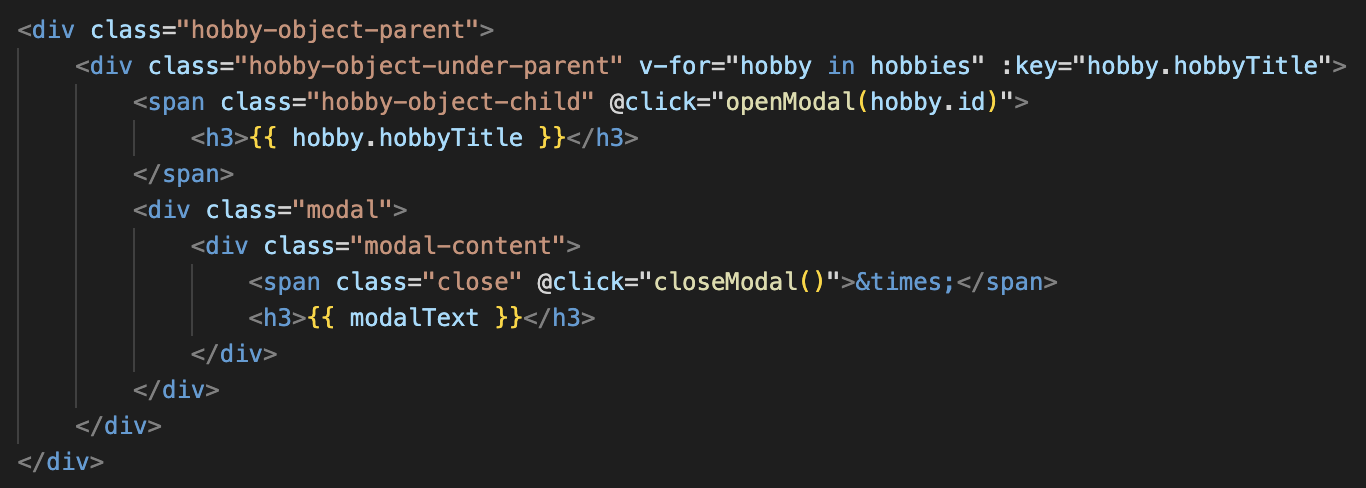 <div class="hobby-object-parent">
    <div class="hobby-object-under-parent" v-for="hobby in hobbies" :key="hobby.hobbyTitle">
        <span class="hobby-object-child" @click="openModal(hobby.id)">
            <h3>{{ hobby.hobbyTitle }}</h3>
        </span>
        <div class="modal">
            <div class="modal-content">
                <span class="close" @click="closeModal()">&times;</span>
                <h3>{{ modalText }}</h3>
            </div>
        </div>
    </div>
</div>